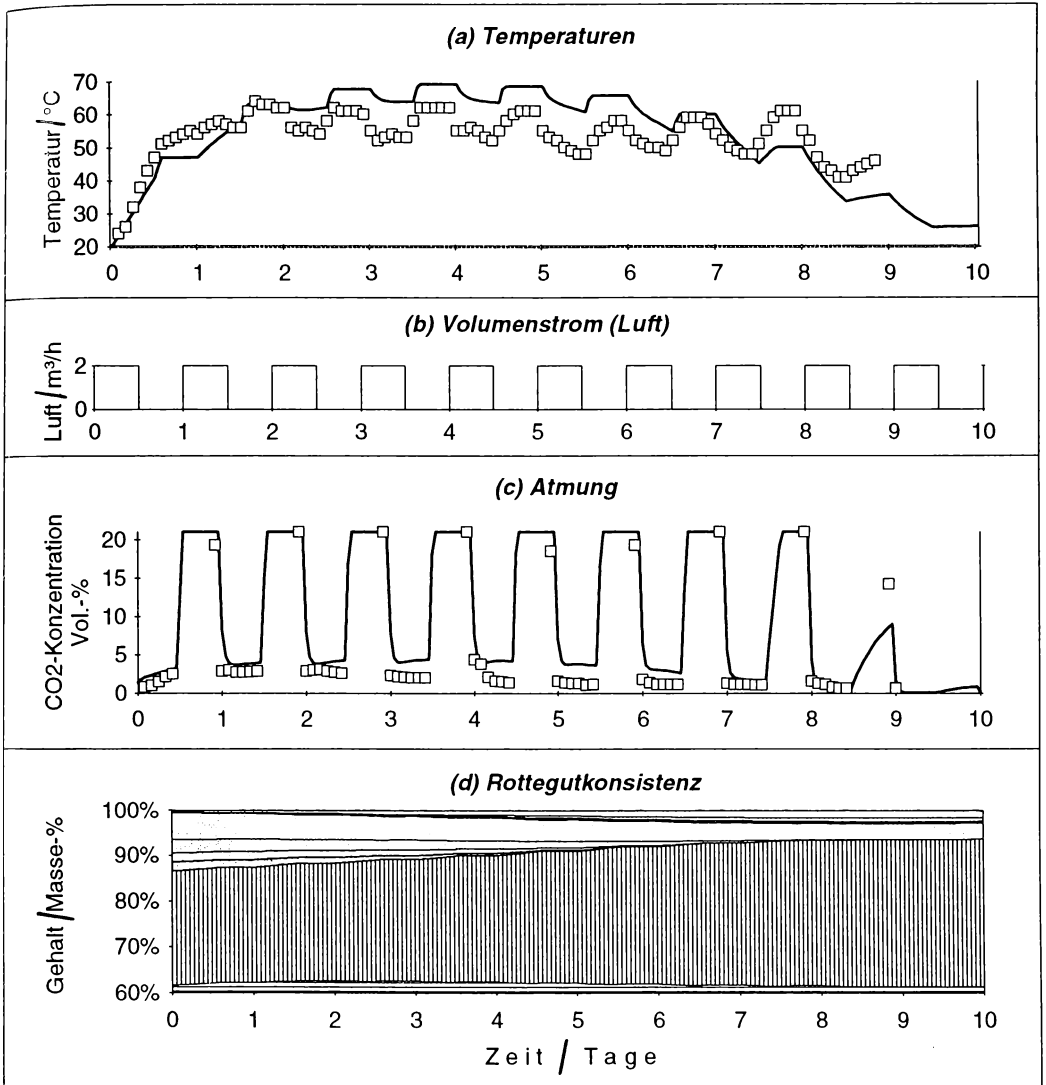 (a) Temperaturen
Temperatur / °C
70
60
50
40
30
20
0 1 2 3 4 5 6 7 8 9 10
(b) Volumenstrom (Luft)
Luft / m³/h
2
0
0 1 2 3 4 5 6 7 8 9 10
(c) Atmung
CO2-Konzentration
Vol.-%
20
15
10
5
0
0 1 2 3 4 5 6 7 8 9 10
(d) Rottegutkonsistenz
Gehalt / Masse-%
100%
90%
80%
70%
60%
0 1 2 3 4 5 6 7 8 9 10
Zeit / Tage